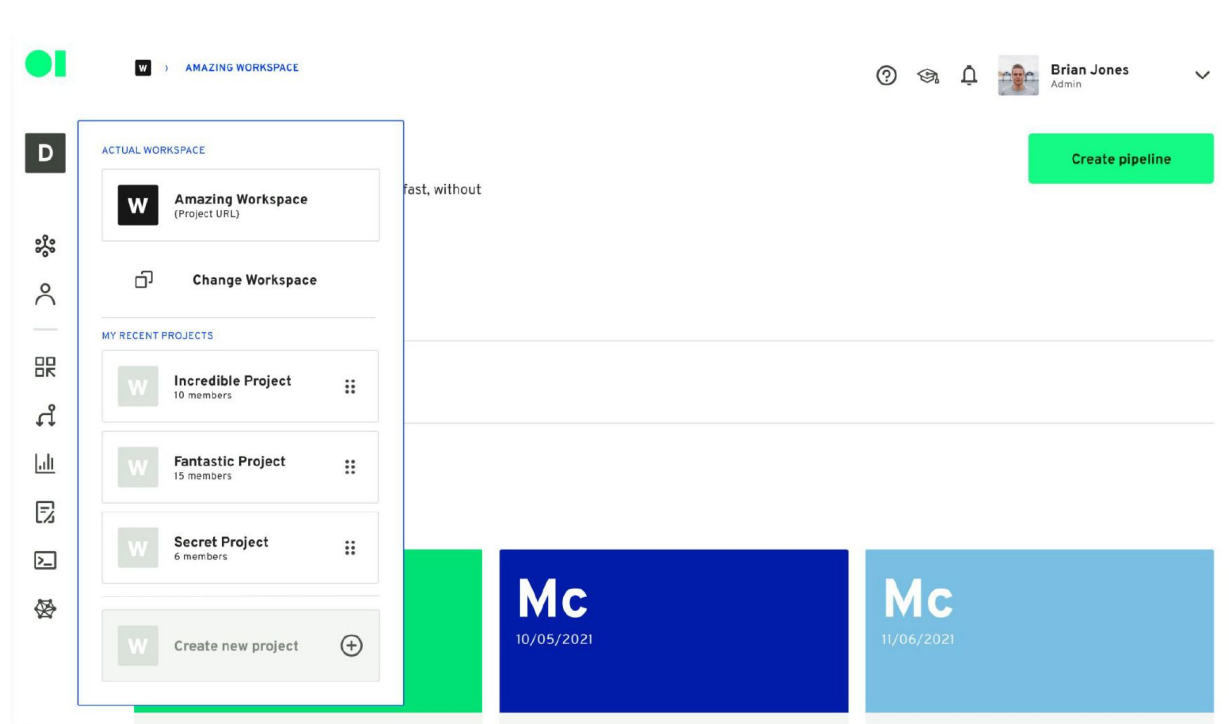 W › AMAZING WORKSPACE
Brian Jones
Admin
D
ACTUAL WORKSPACE
Create pipeline
W
Amazing Workspace
(Project URL)
fast, without
Change Workspace
MY RECENT PROJECTS
W
Incredible Project
10 members
W
Fantastic Project
15 members
W
Secret Project
6 members
Mc
10/05/2021
Mc
11/06/2021
W
Create new project